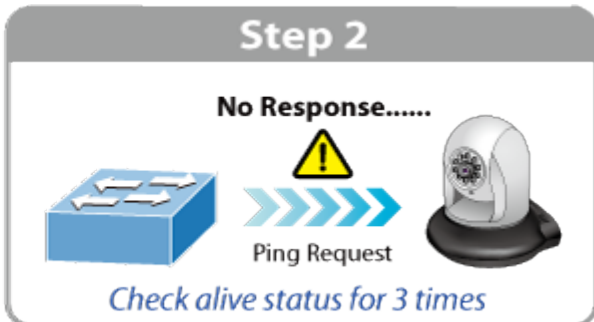 Step 2
No Response......
Ping Request
Check alive status for 3 times